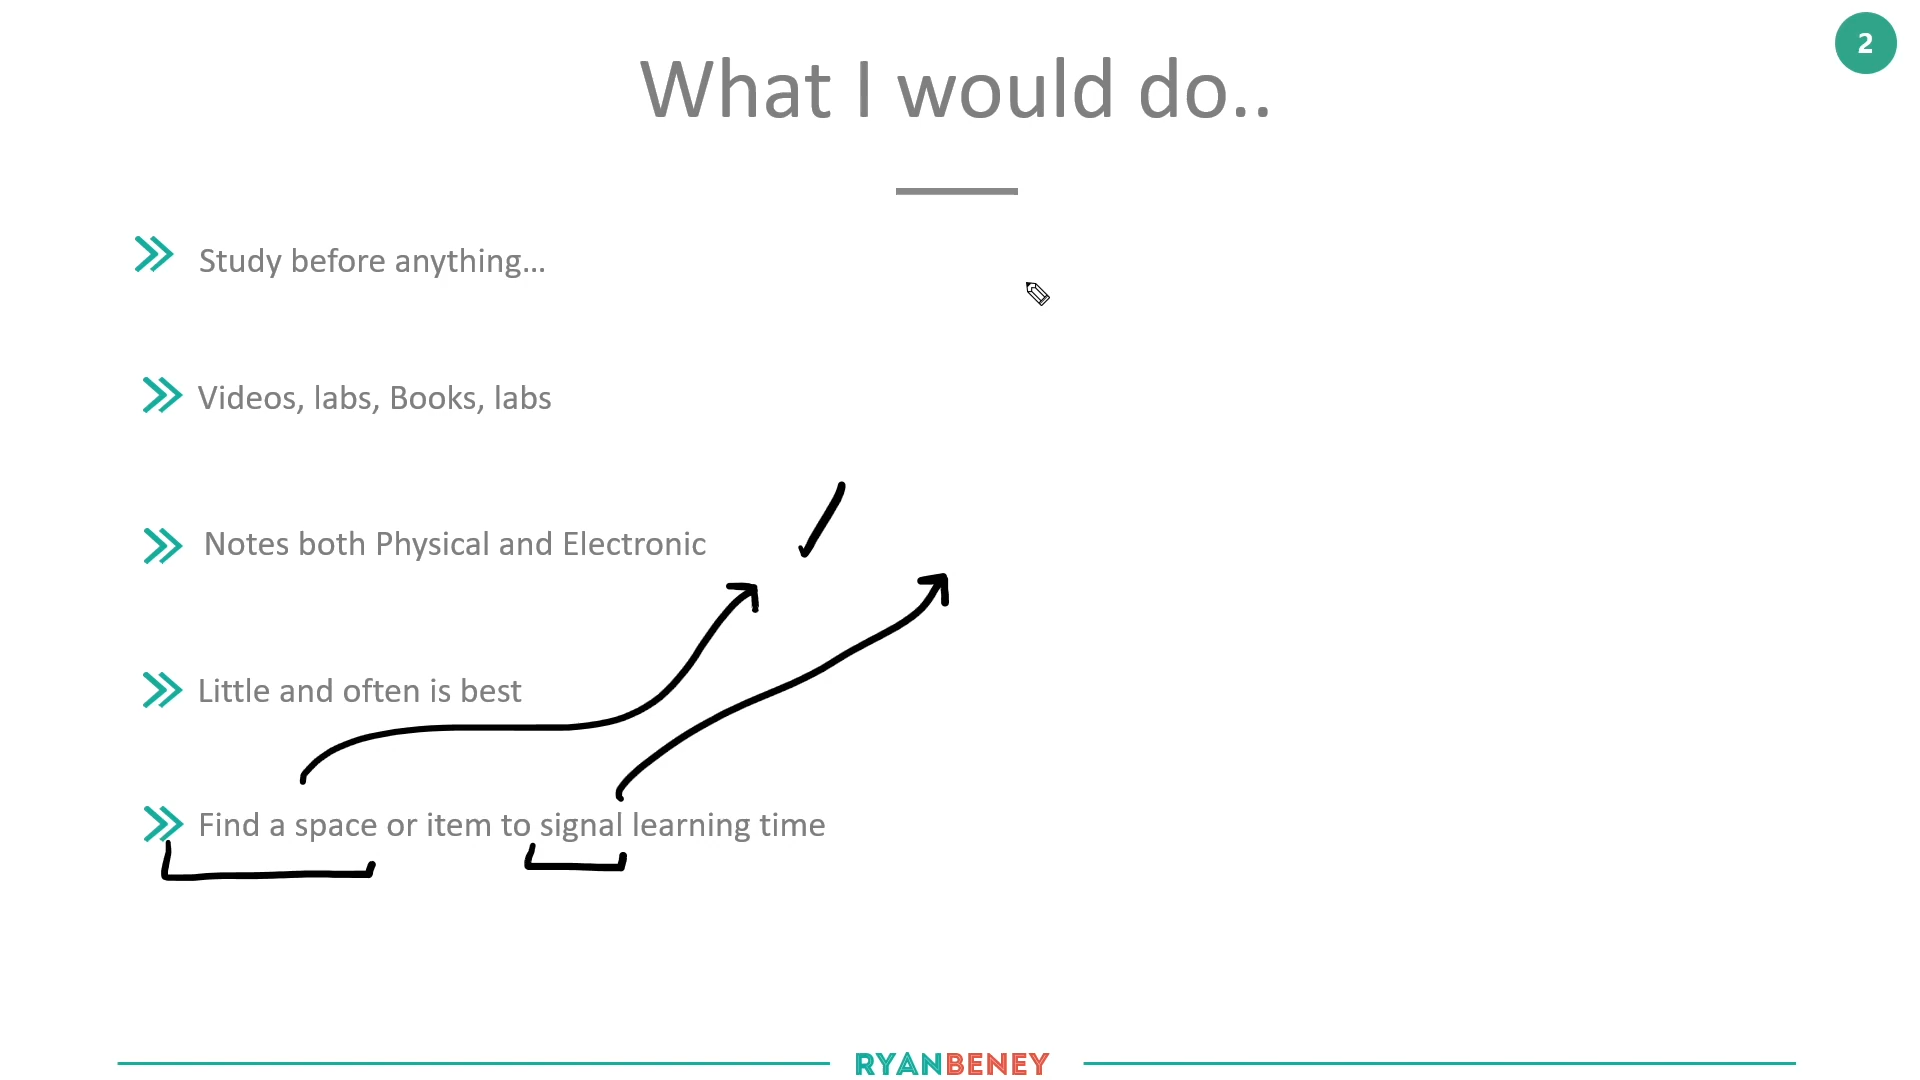 2
What I would do..
Study before anything...
Videos, labs, Books, labs
Notes both Physical and Electronic
Little and often is best
Find a space or item to signal learning time
RYANBENEY